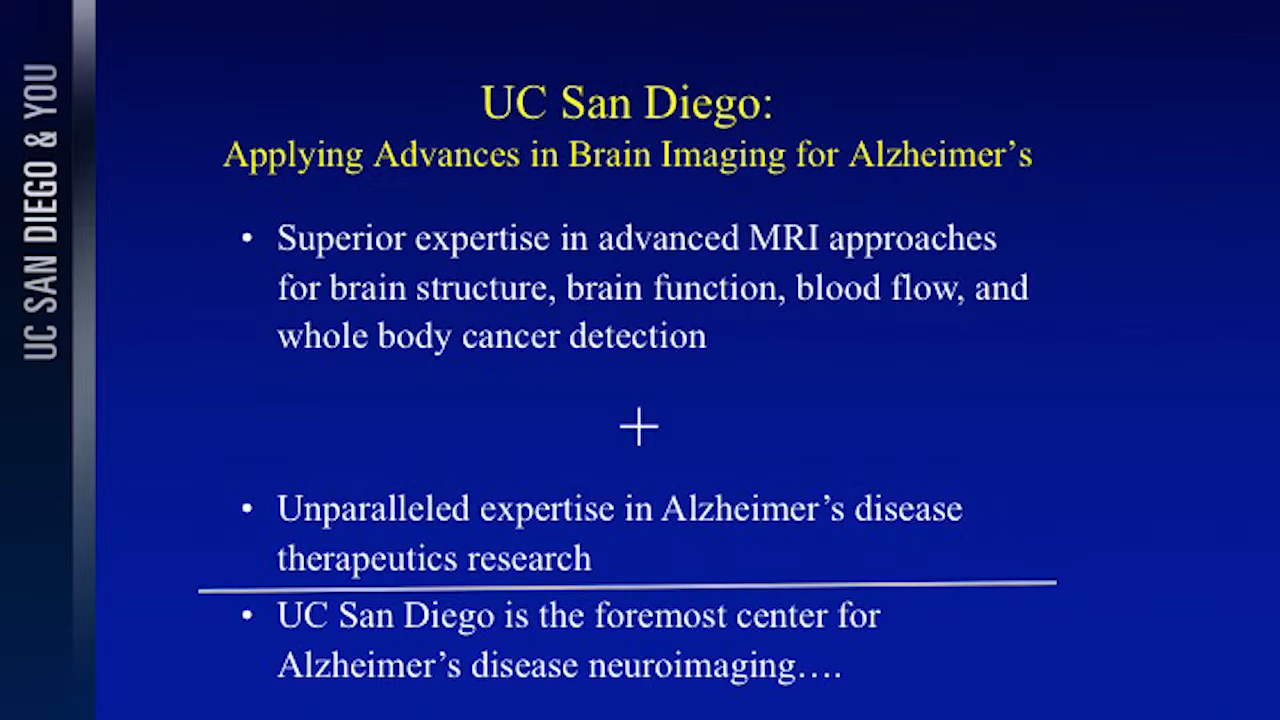 UC SAN DIEGO & YOU
UC San Diego:
Applying Advances in Brain Imaging for Alzheimer’s
• Superior expertise in advanced MRI approaches
for brain structure, brain function, blood flow, and
whole body cancer detection
+
• Unparalleled expertise in Alzheimer’s disease
therapeutics research
• UC San Diego is the foremost center for
Alzheimer’s disease neuroimaging….